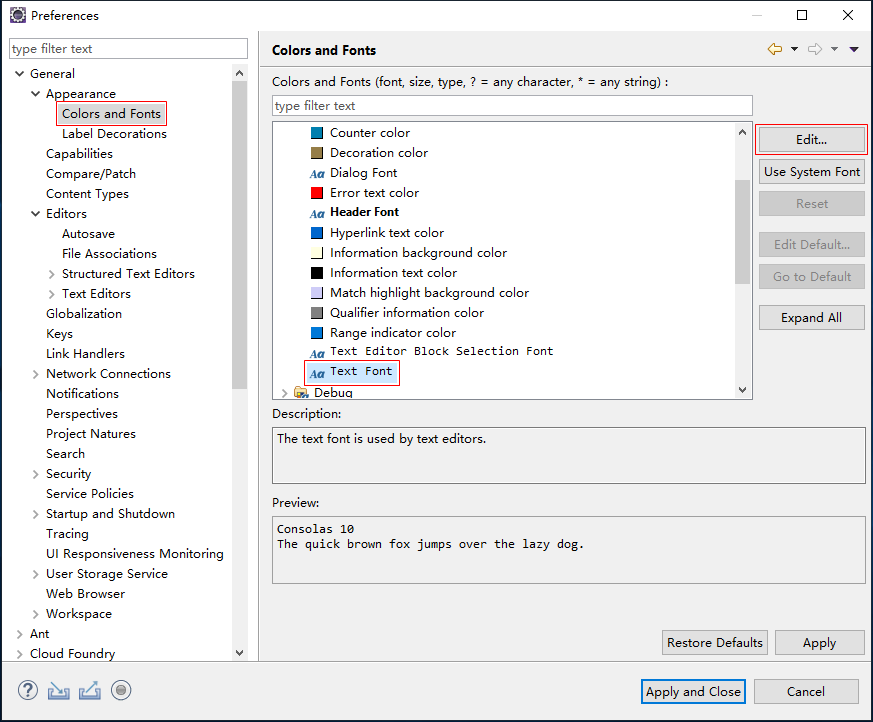 Preferences
type filter text
General
Appearance
Colors and Fonts
Label Decorations
Capabilities
Compare/Patch
Content Types
Editors
Autosave
File Associations
Structured Text Editors
Text Editors
Globalization
Keys
Link Handlers
Network Connections
Notifications
Perspectives
Project Natures
Search
Security
Service Policies
Startup and Shutdown
Tracing
UI Responsiveness Monitoring
User Storage Service
Web Browser
Workspace
Ant
Cloud Foundry
Colors and Fonts
Colors and Fonts (font, size, type, ? = any character, * = any string) :
type filter text
Counter color
Decoration color
Dialog Font
Error text color
Header Font
Hyperlink text color
Information background color
Information text color
Match highlight background color
Qualifier information color
Range indicator color
Text Editor Block Selection Font
Text Font
Debug
Edit...
Use System Font
Reset
Edit Default...
Go to Default
Expand All
Description:
The text font is used by text editors.
Preview:
Consolas 10
The quick brown fox jumps over the lazy dog.
Restore Defaults
Apply
Apply and Close
Cancel